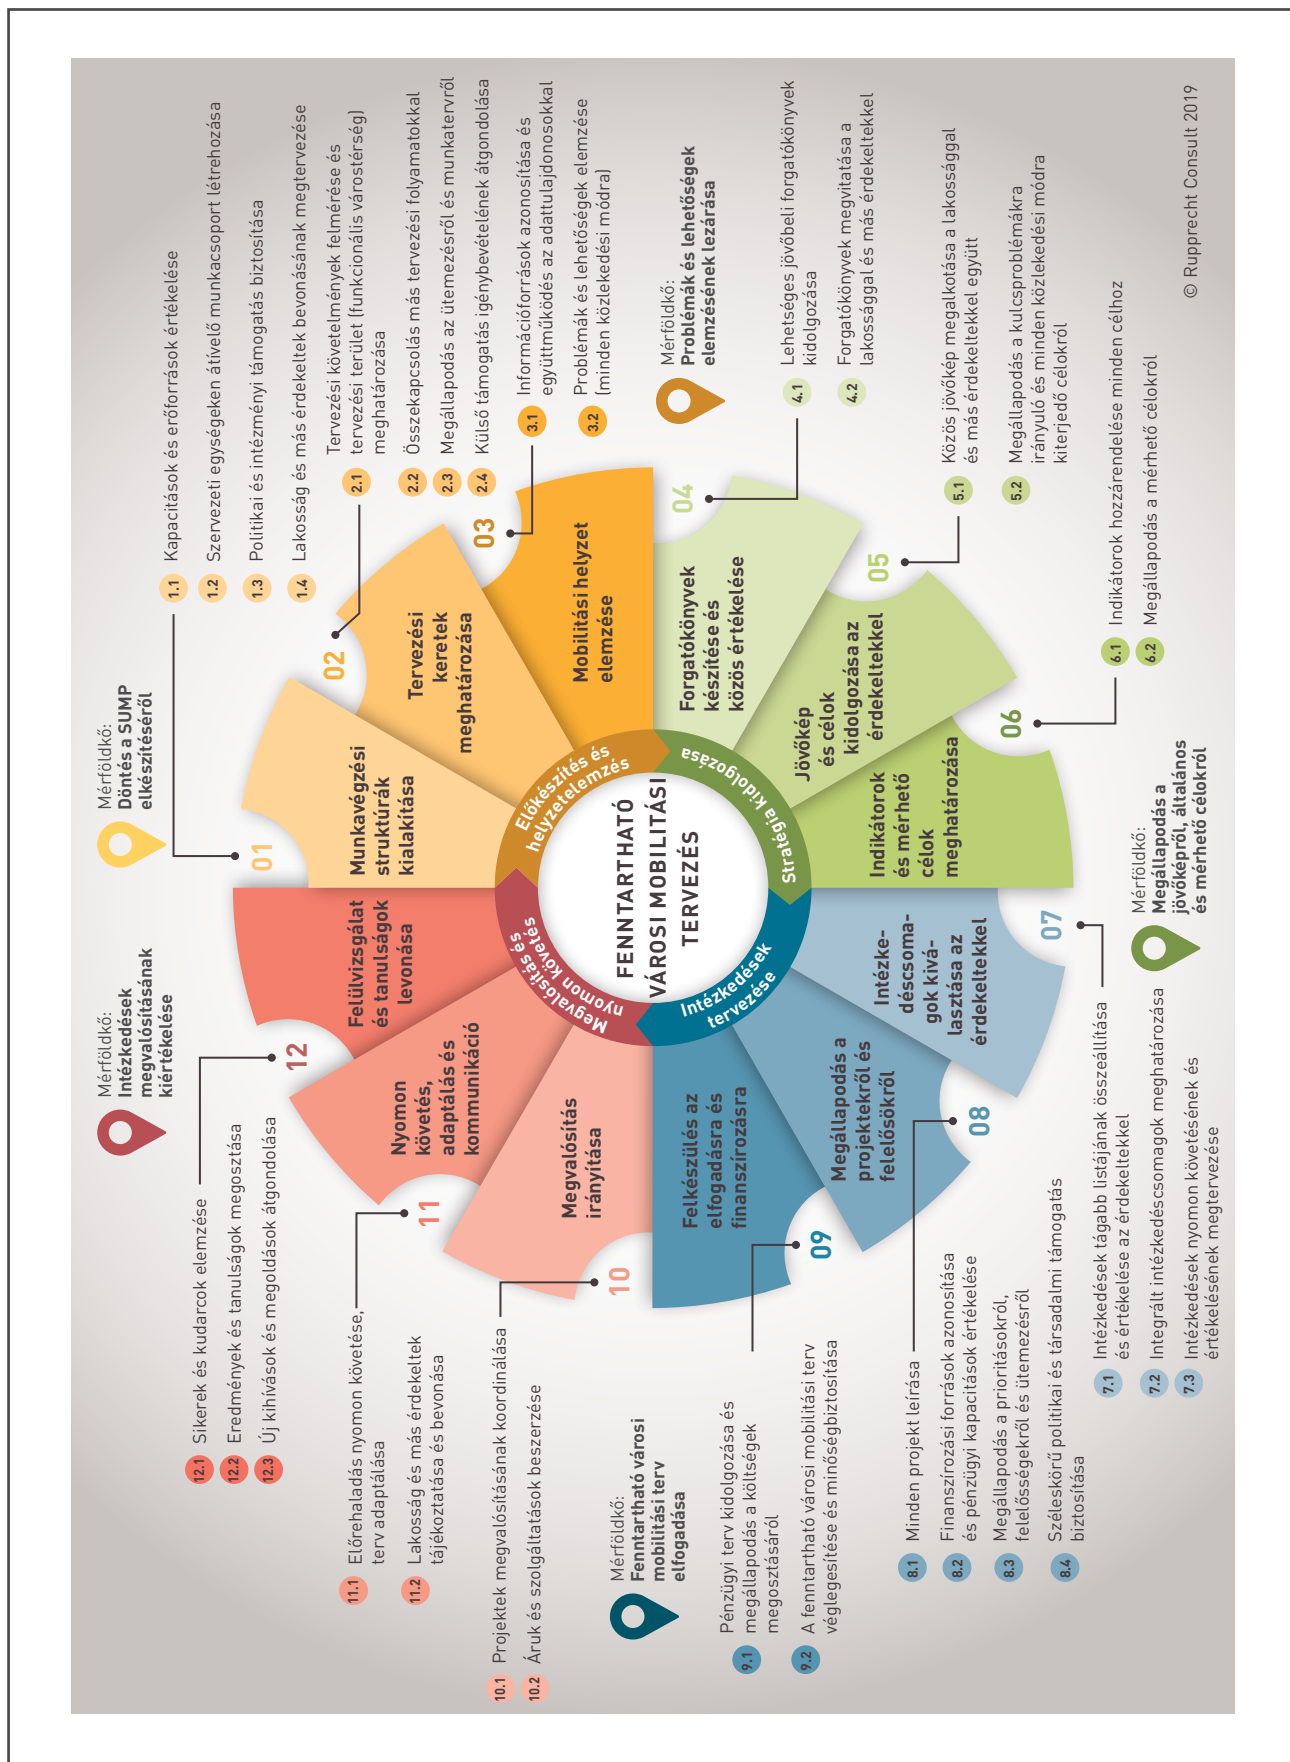 FENNTARTHATÓ
VÁROSI MOBILITÁSI
TERVEZÉS
Előkészítés és
helyzetelemzés
Stratégia kidolgozása
Intézkedések
tervezése
Megvalósítás és
nyomon követés
Mérföldkő:
Döntés a SUMP
elkészítéséről
01
Munkavégzési
struktúrák
kialakítása
1.1 Kapacitások és erőforrások értékelése
1.2 Szervezeti egységeken átívelő munkacsoport létrehozása
1.3 Politikai és intézményi támogatás biztosítása
1.4 Lakosság és más érdekeltek bevonásának megtervezése
02
Tervezési
keretek
meghatározása
2.1 Tervezési követelmények felmérése és
tervezési terület (funkcionális várostérség)
meghatározása
2.2 Összekapcsolás más tervezési folyamatokkal
2.3 Megállapodás az ütemezésről és munkatervről
2.4 Külső támogatás igénybevételének átgondolása
03
Mobilitási helyzet
elemzése
3.1 Információforrások azonosítása és
együttműködés az adattulajdonosokkal
3.2 Problémák és lehetőségek elemzése
(minden közlekedési módra)
Mérföldkő:
Problémák és lehetőségek
elemzésének lezárása
04
Forgatókönyvek
készítése és
közös értékelése
4.1 Lehetséges jövőbeli forgatókönyvek
kidolgozása
4.2 Forgatókönyvek megvitatása a
lakossággal és más érdekeltekkel
05
Jövőkép
és célok
kidolgozása az
érdekeltekkel
5.1 Közös jövőkép megalkotása a lakossággal
és más érdekeltekkel együtt
5.2 Megállapodás a kulcsproblémákra
irányuló és minden közlekedési módra
kiterjedő célokról
06
Indikátorok
és mérhető
célok
meghatározása
6.1 Indikátorok hozzárendelése minden célhoz
6.2 Megállapodás a mérhető célokról
Mérföldkő:
Megállapodás a
jövőképről, általános
és mérhető célokról
07
Intézke-
déscsoma-
gok kivá-
lasztása az
érdekeltekkel
7.1 Intézkedések tágabb listájának összeállítása
és értékelése az érdekeltekkel
7.2 Integrált intézkedéscsomagok meghatározása
7.3 Intézkedések nyomon követésének és
értékelésének megtervezése
08
Megállapodás a
projektekről és
felelősökről
8.1 Minden projekt leírása
8.2 Finanszírozási források azonosítása
és pénzügyi kapacitások értékelése
8.3 Megállapodás a prioritásokról,
felelősségekről és ütemezésről
8.4 Széleskörű politikai és társadalmi támogatás
biztosítása
09
Felkészülés az
elfogadásra és
finanszírozásra
9.1 Pénzügyi terv kidolgozása és
megállapodás a költségek
megosztásáról
9.2 A fenntartható városi mobilitási terv
véglegesítése és minőségbiztosítása
Mérföldkő:
Fenntartható városi
mobilitási terv
elfogadása
10
Megvalósítás
irányítása
10.1 Projektek megvalósításának koordinálása
10.2 Áruk és szolgáltatások beszerzése
11
Nyomon
követés,
adaptálás és
kommunikáció
11.1 Előrehaladás nyomon követése,
terv adaptálása
11.2 Lakosság és más érdekeltek
tájékoztatása és bevonása
12
Felülvizsgálat
és tanulságok
levonása
12.1 Sikerek és kudarcok elemzése
12.2 Eredmények és tanulságok megosztása
12.3 Új kihívások és megoldások átgondolása
Mérföldkő:
Intézkedések
megvalósításának
kiértékelése
© Rupprecht Consult 2019